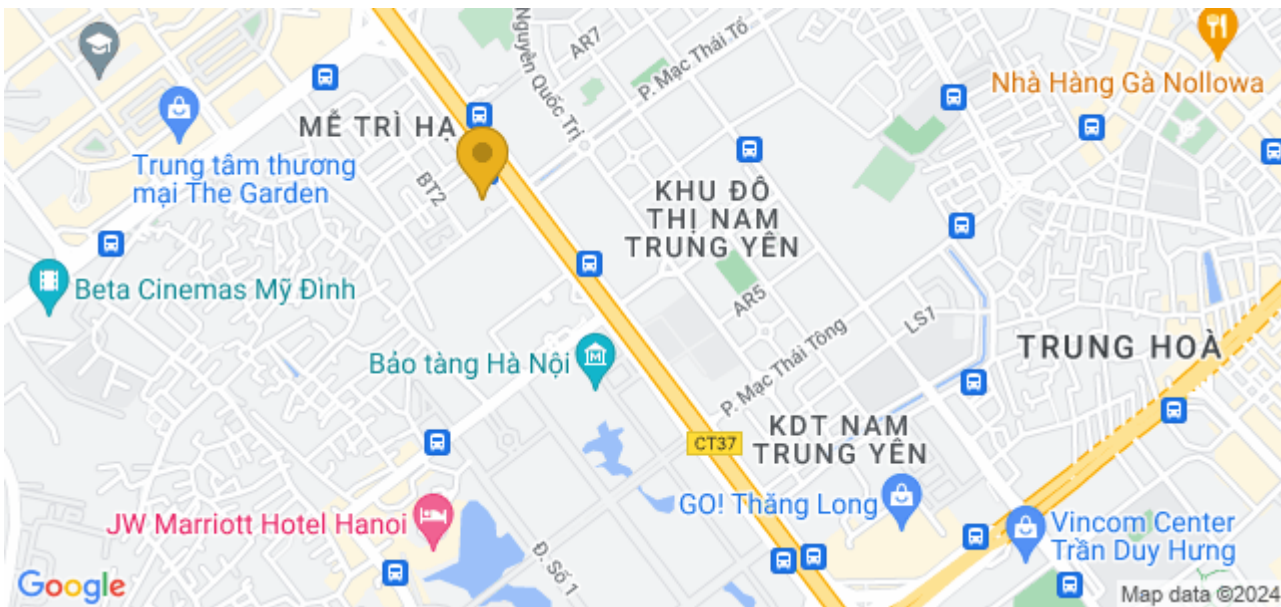 Nguyễn Quốc Trị
AR7
P. Mạc Thái Tổ
Nhà Hàng Gà Nollowa
MỄ TRÌ HẠ
Trung tâm thương
mại The Garden
BT2
KHU ĐÔ
THỊ NAM
TRUNG YÊN
Beta Cinemas Mỹ Đình
AR5
LS7
TRUNG HOÀ
Bảo tàng Hà Nội
P. Mạc Thái Tông
KDT NAM
TRUNG YÊN
CT37
GO! Thăng Long
JW Marriott Hotel Hanoi
Vincom Center
Trần Duy Hưng
Đ. Số 1
Google
Map data ©2024